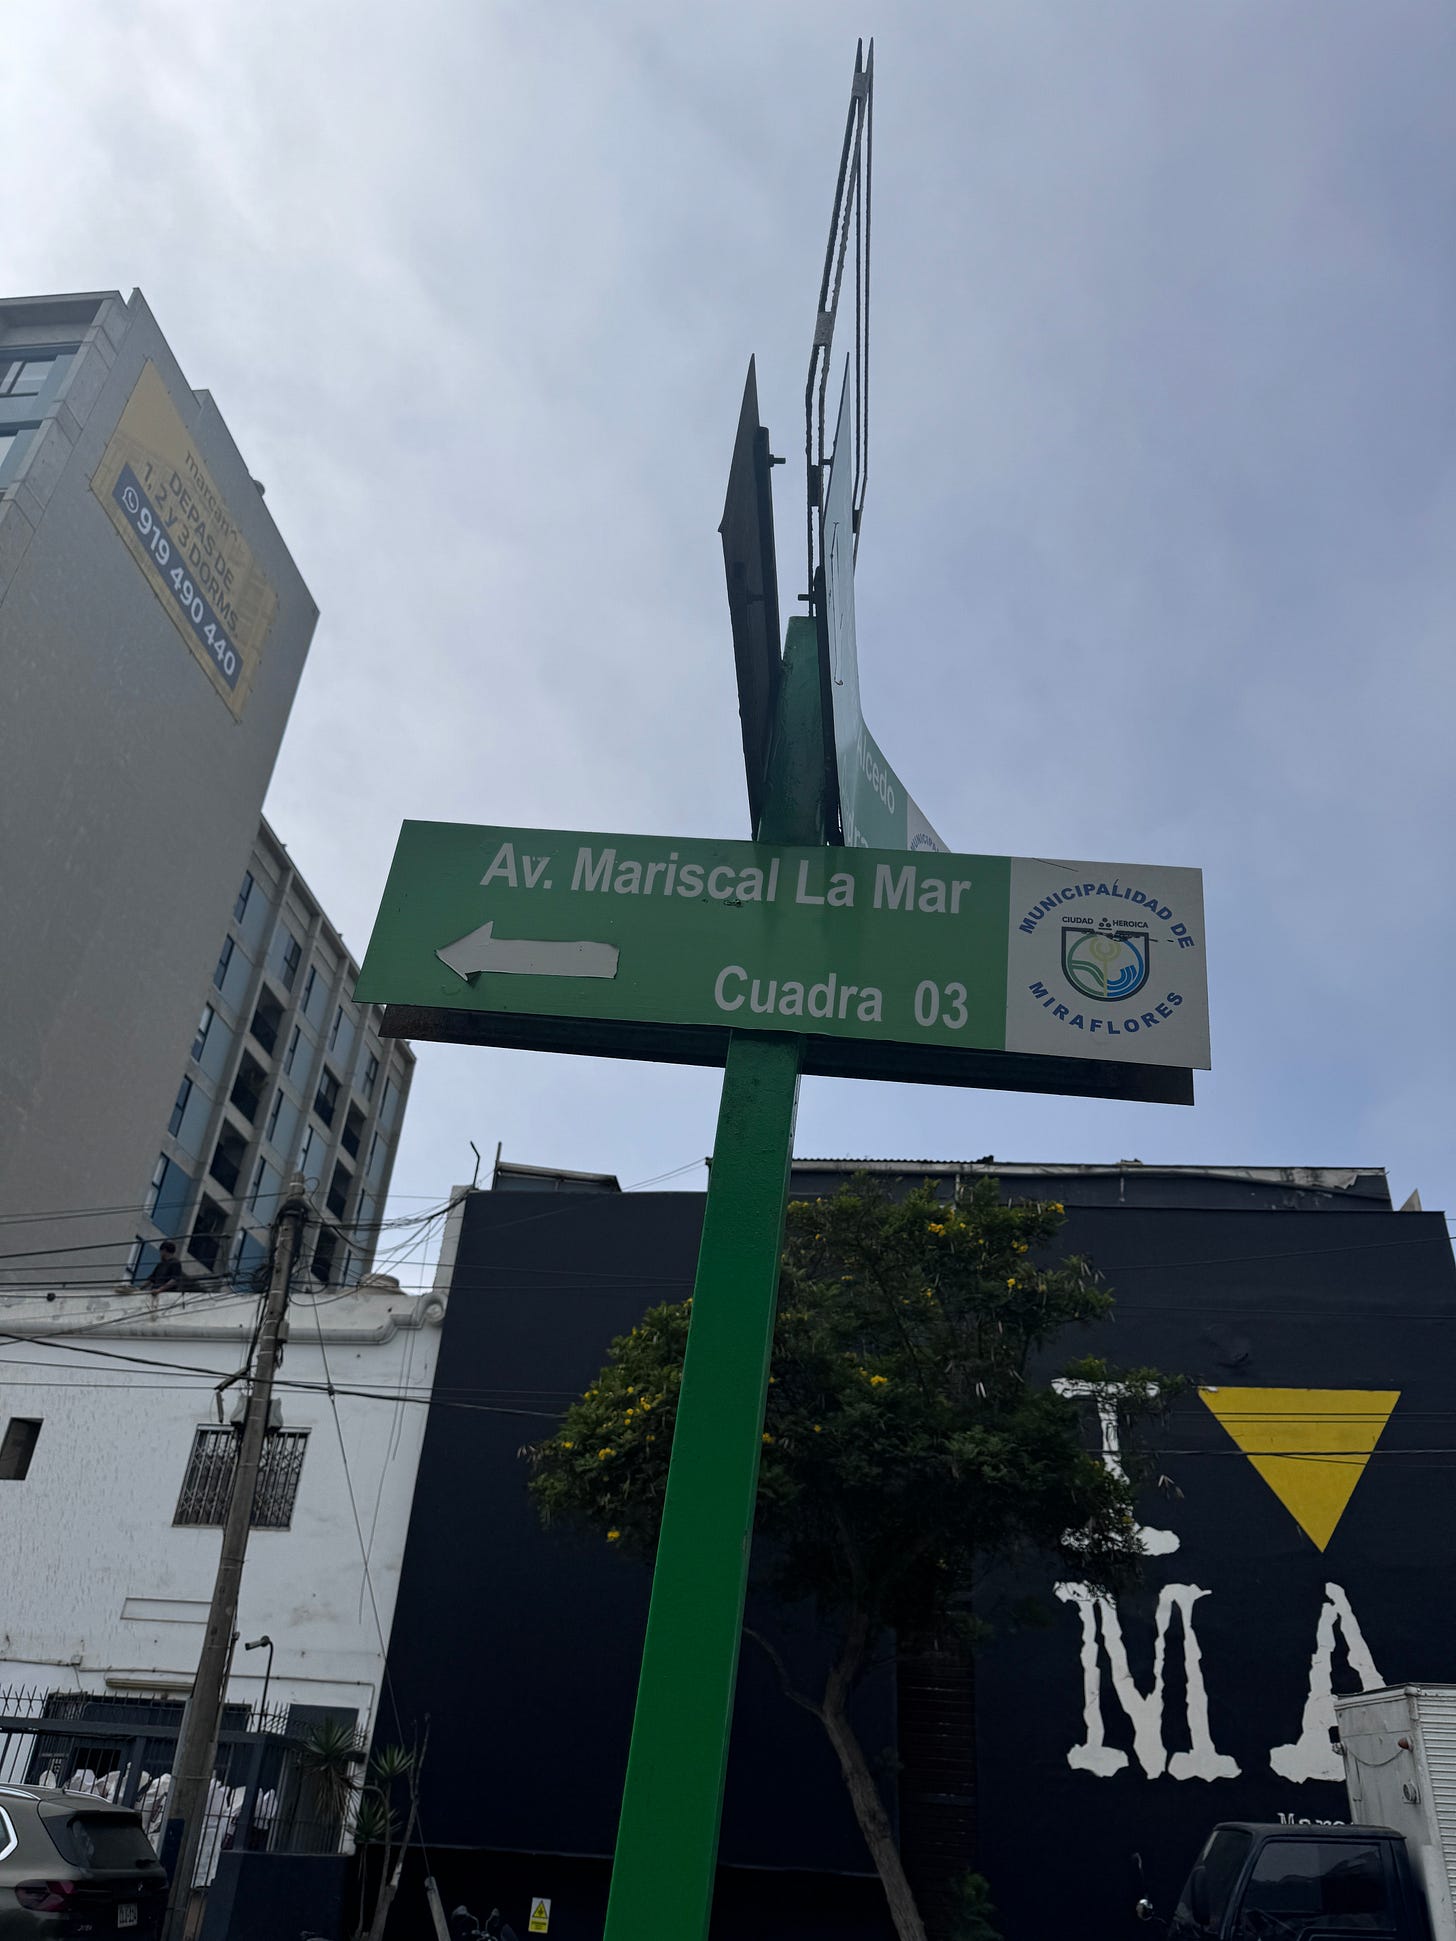 marcan
DEPAS DE
1, 2 y 3 DORMS.
919 490 440
Alcedo
Av. Mariscal La Mar
Cuadra 03
MUNICIPALIDAD DE
CIUDAD HEROICA
MIRAFLORES
I
MA